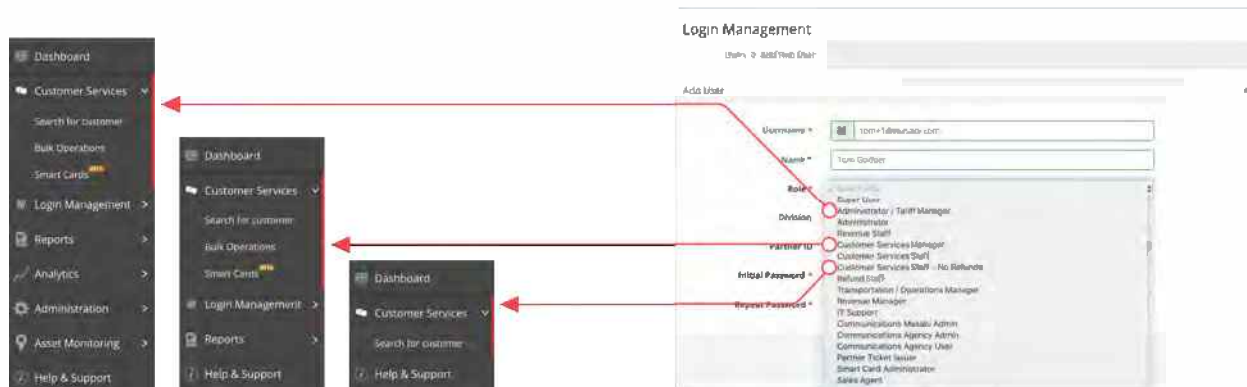 Login Management
Users > Add New User
Add User
Username *
Name *
Tom Godber
Role *
Division
Partner ID
Initial Password *
Repeat Password *
Super User
Administrator / Tariff Manager
Administrator
Revenue Staff
Customer Services Manager
Customer Services Staff
Customer Services Staff - No Refunds
Refund Staff
Transportation / Operations Manager
Revenue Manager
IT Support
Communications Masabi Admin
Communications Agency Admin
Communications Agency User
Partner Ticket Issuer
Smart Card Administrator
Sales Agent
Dashboard
Customer Services
Search for customer
Bulk Operations
Smart Cards BETA
Login Management
Reports
Analytics
Administration
Asset Monitoring
Help & Support
Dashboard
Customer Services
Search for customer
Bulk Operations
Smart Cards BETA
Login Management
Reports
Help & Support
Dashboard
Customer Services
Search for customer
Help & Support